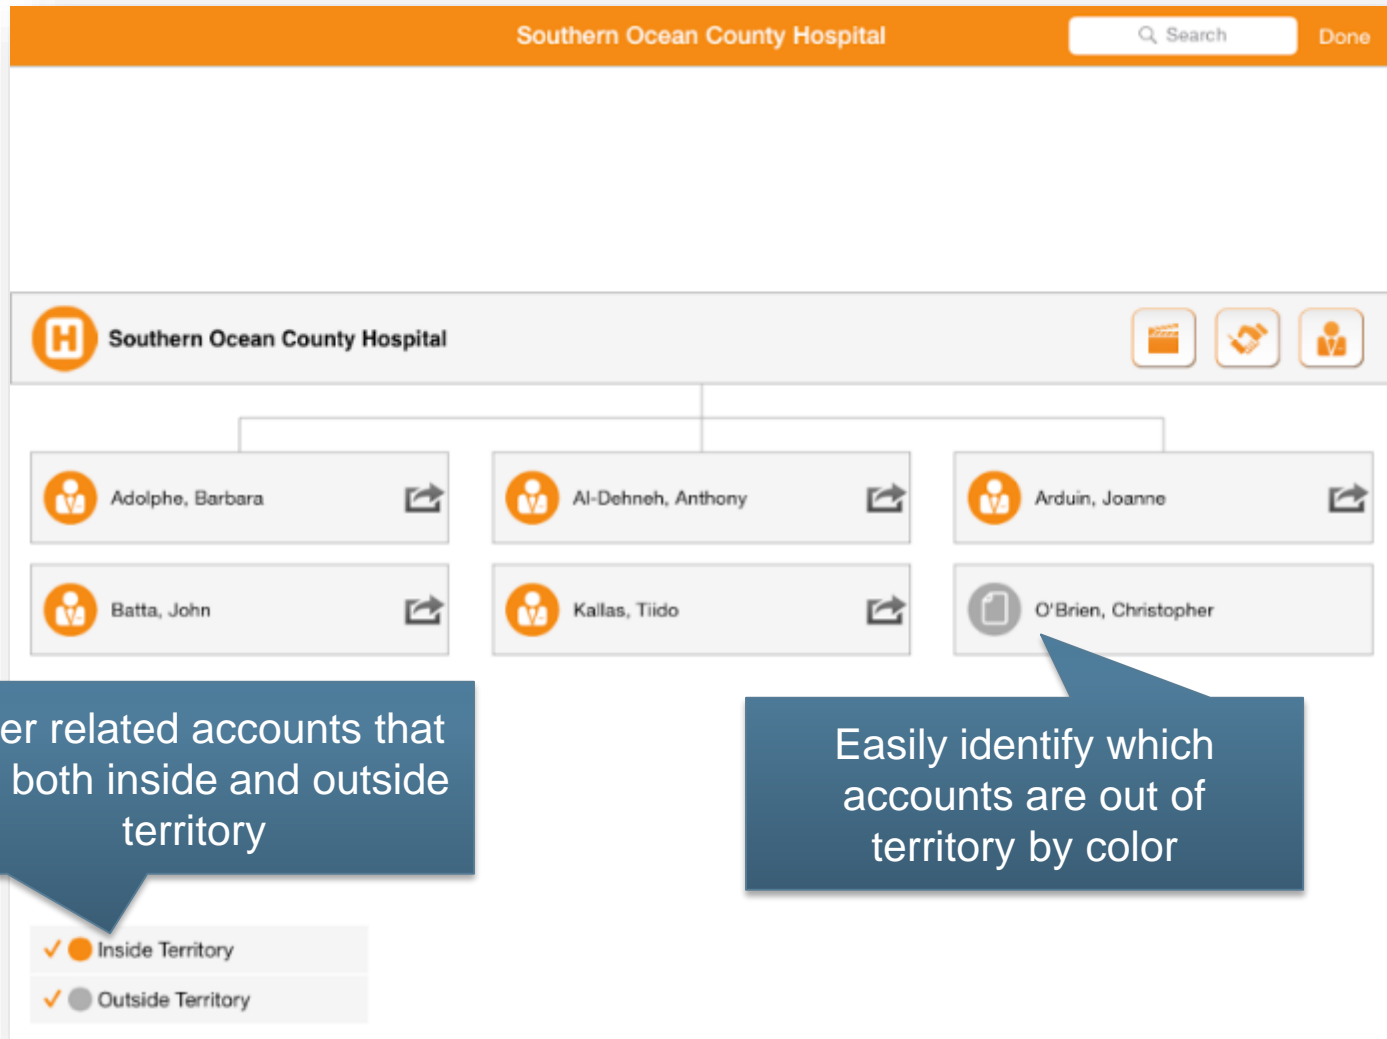 Southern Ocean County Hospital
Search
Done
H
Southern Ocean County Hospital
Adolphe, Barbara
Al-Dehneh, Anthony
Arduin, Joanne
Batta, John
Kallas, Tiido
O'Brien, Christopher
er related accounts that
both inside and outside
territory
Easily identify which
accounts are out of
territory by color
Inside Territory
Outside Territory